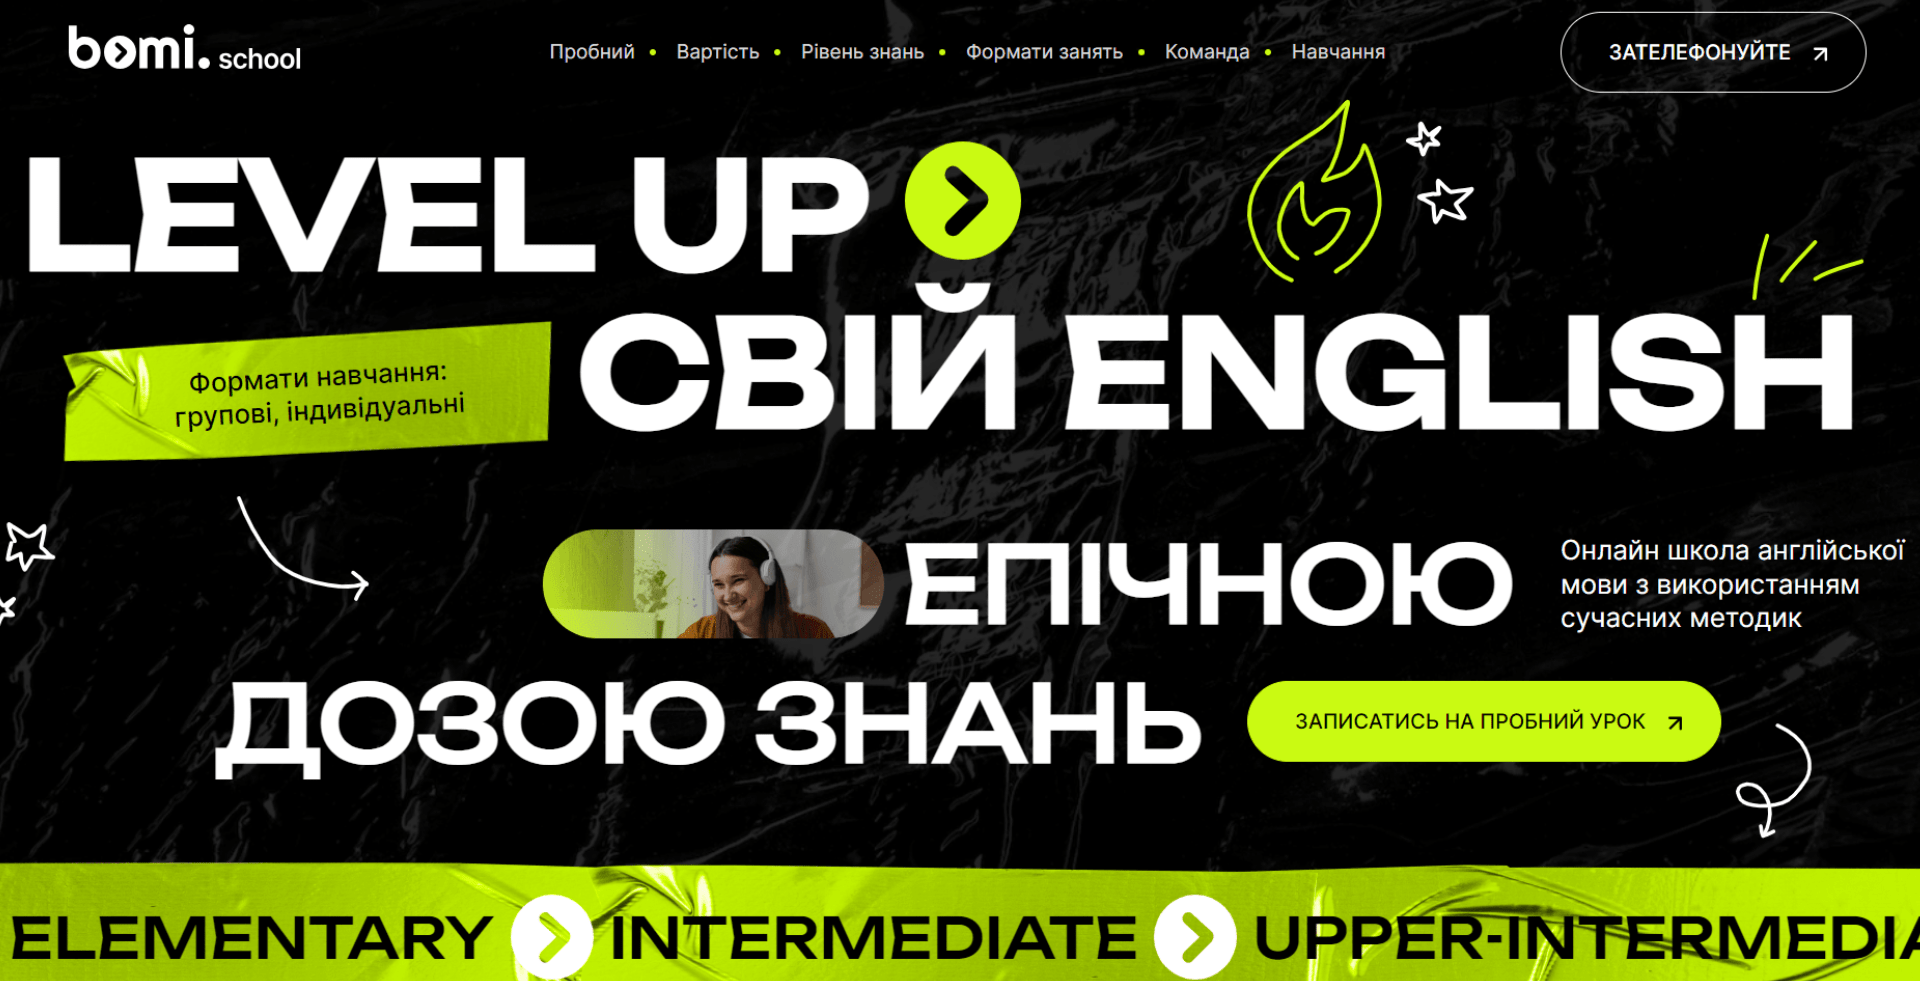 bomi. school
Пробний • Вартість • Рівень знань • Формати занять • Команда • Навчання
ЗАТЕЛЕФОНУЙТЕ
LEVEL UP
СВІЙ ENGLISH
Формати навчання:
групові, індивідуальні
ЕПІЧНОЮ
Онлайн школа англійської
мови з використанням
сучасних методик
ДОЗОЮ ЗНАНЬ
ЗАПИСАТИСЬ НА ПРОБНИЙ УРОК
ELEMENTARY INTERMEDIATE UPPER-INTERMEDIA